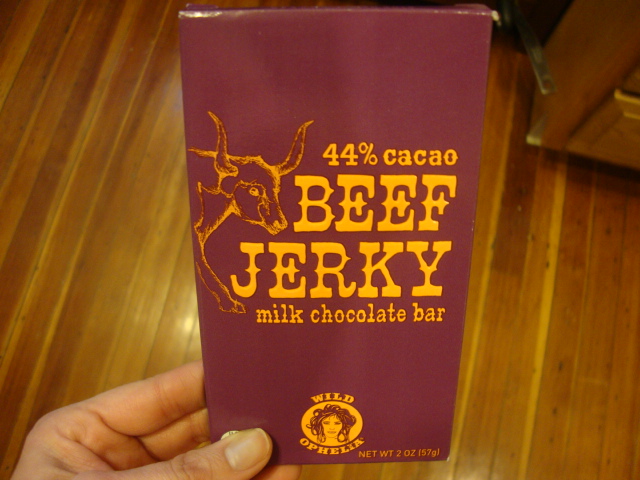 44% cacao
BEEF
JERKY
milk chocolate bar
WILD
OPHELIA
NET WT 2 OZ (57g)